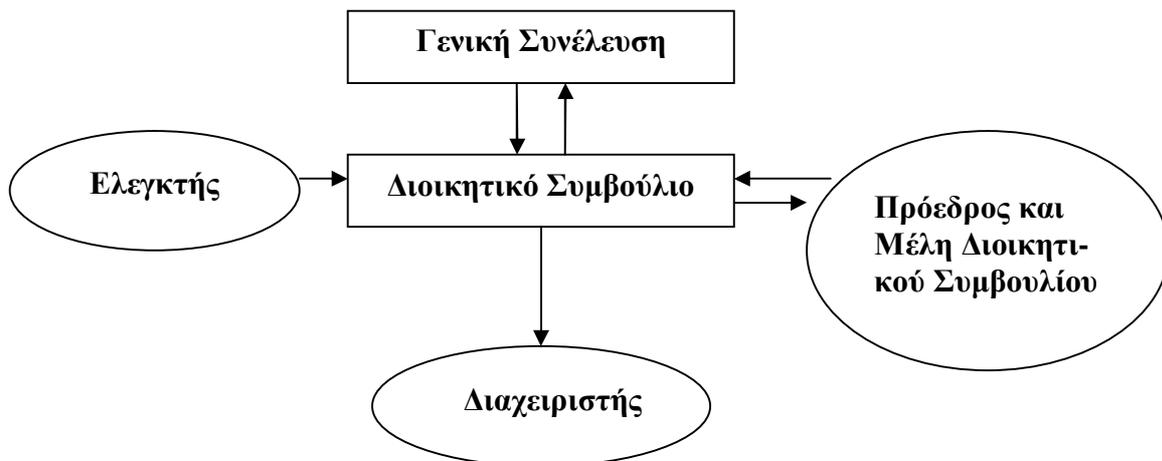 Γενική Συνέλευση
Ελεγκτής
Διοικητικό Συμβούλιο
Πρόεδρος και
Μέλη Διοικητι-
κού Συμβουλίου
Διαχειριστής